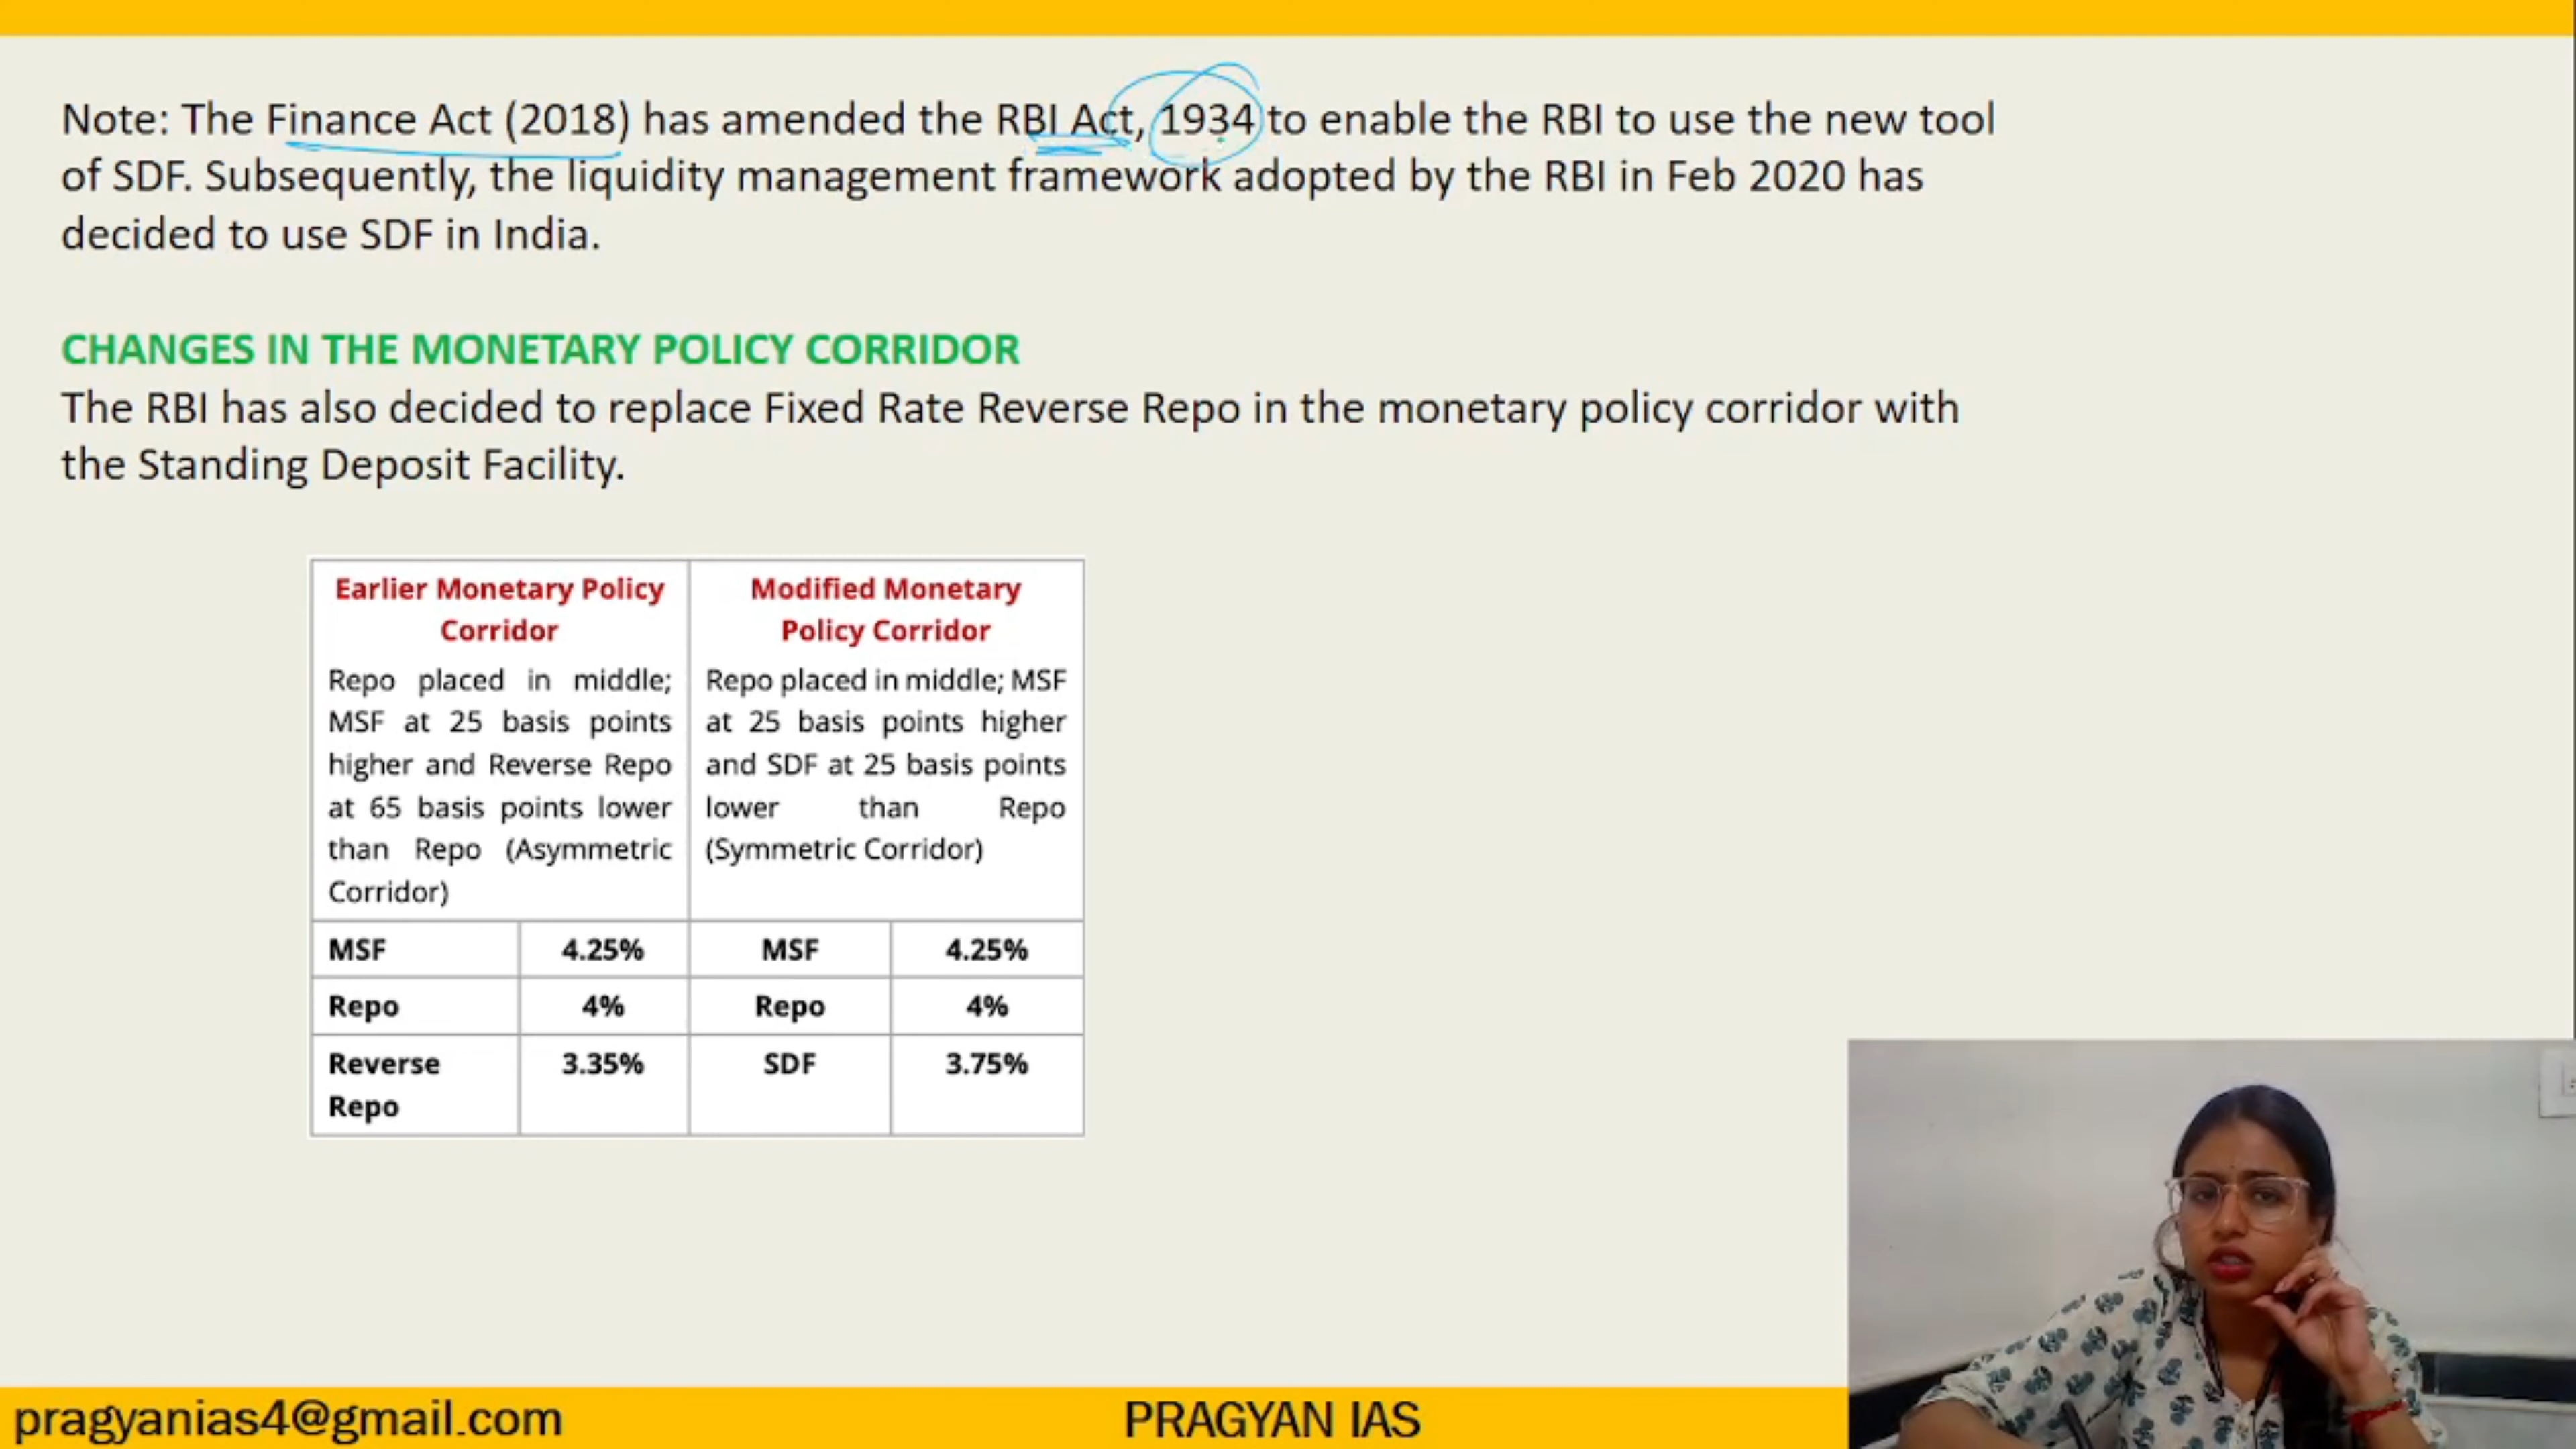 Note: The Finance Act (2018) has amended the RBI Act, 1934 to enable the RBI to use the new tool
of SDF. Subsequently, the liquidity management framework adopted by the RBI in Feb 2020 has
decided to use SDF in India.
CHANGES IN THE MONETARY POLICY CORRIDOR
The RBI has also decided to replace Fixed Rate Reverse Repo in the monetary policy corridor with
the Standing Deposit Facility.
Earlier Monetary Policy
Corridor
Repo placed in middle;
MSF at 25 basis points
higher and Reverse Repo
at 65 basis points lower
than Repo (Asymmetric
Corridor)
Modified Monetary
Policy Corridor
Repo placed in middle; MSF
at 25 basis points higher
and SDF at 25 basis points
lower than Repo
(Symmetric Corridor)
MSF 4.25% MSF 4.25%
Repo 4% Repo 4%
Reverse 3.35% SDF 3.75%
Repo
pragyanias4@gmail.com PRAGYAN IAS